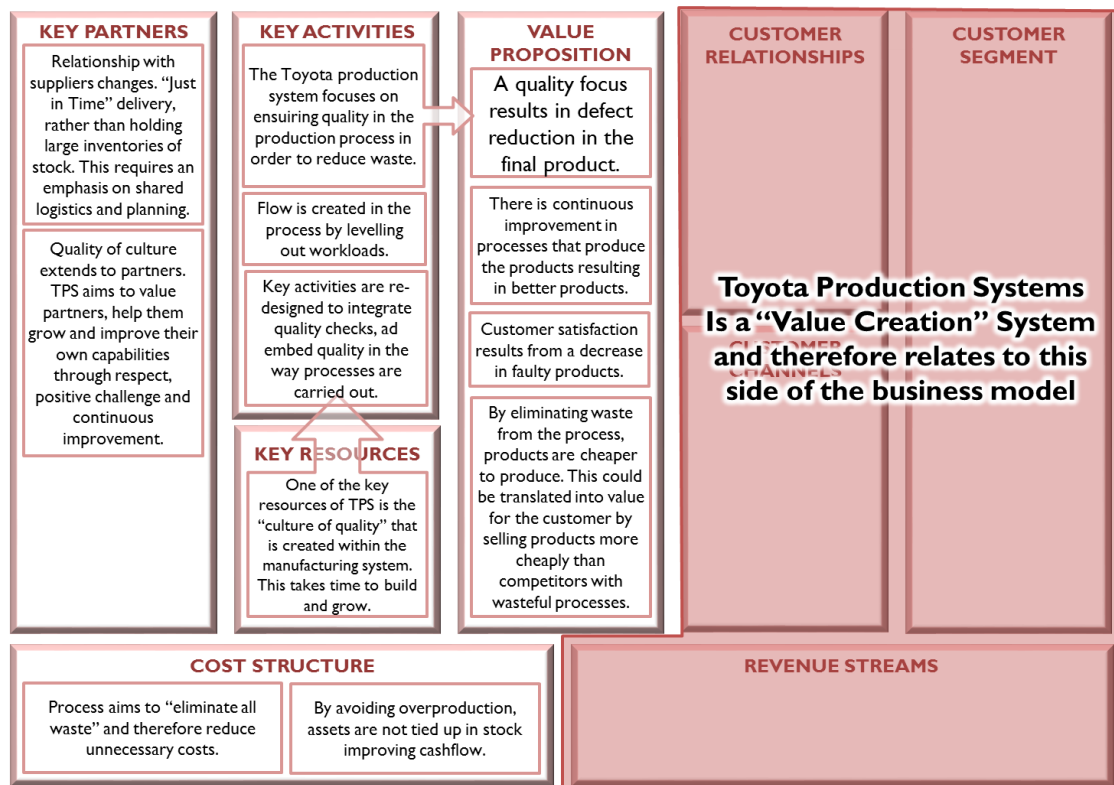 KEY PARTNERS
Relationship with
suppliers changes. “Just
in Time” delivery,
rather than holding
large inventories of
stock. This requires an
emphasis on shared
logistics and planning.
Quality of culture
extends to partners.
TPS aims to value
partners, help them
grow and improve their
own capabilities
through respect,
positive challenge and
continuous
improvement.
KEY ACTIVITIES
The Toyota production
system focuses on
ensuiring quality in the
production process in
order to reduce waste.
Flow is created in the
process by levelling
out workloads.
Key activities are re-
designed to integrate
quality checks, ad
embed quality in the
way processes are
carried out.
KEY RESOURCES
One of the key
resources of TPS is the
“culture of quality” that
is created within the
manufacturing system.
This takes time to build
and grow.
VALUE
PROPOSITION
A quality focus
results in defect
reduction in the
final product.
There is continuous
improvement in
processes that produce
the products resulting
in better products.
Customer satisfaction
results from a decrease
in faulty products.
By eliminating waste
from the process,
products are cheaper
to produce. This could
be translated into value
for the customer by
selling products more
cheaply than
competitors with
wasteful processes.
CUSTOMER
RELATIONSHIPS
CUSTOMER
SEGMENT
Toyota Production Systems
Is a “Value Creation” System
and therefore relates to this
side of the business model
CUSTOMER
CHANNELS
COST STRUCTURE
Process aims to “eliminate all
waste” and therefore reduce
unnecessary costs.
By avoiding overproduction,
assets are not tied up in stock
improving cashflow.
REVENUE STREAMS